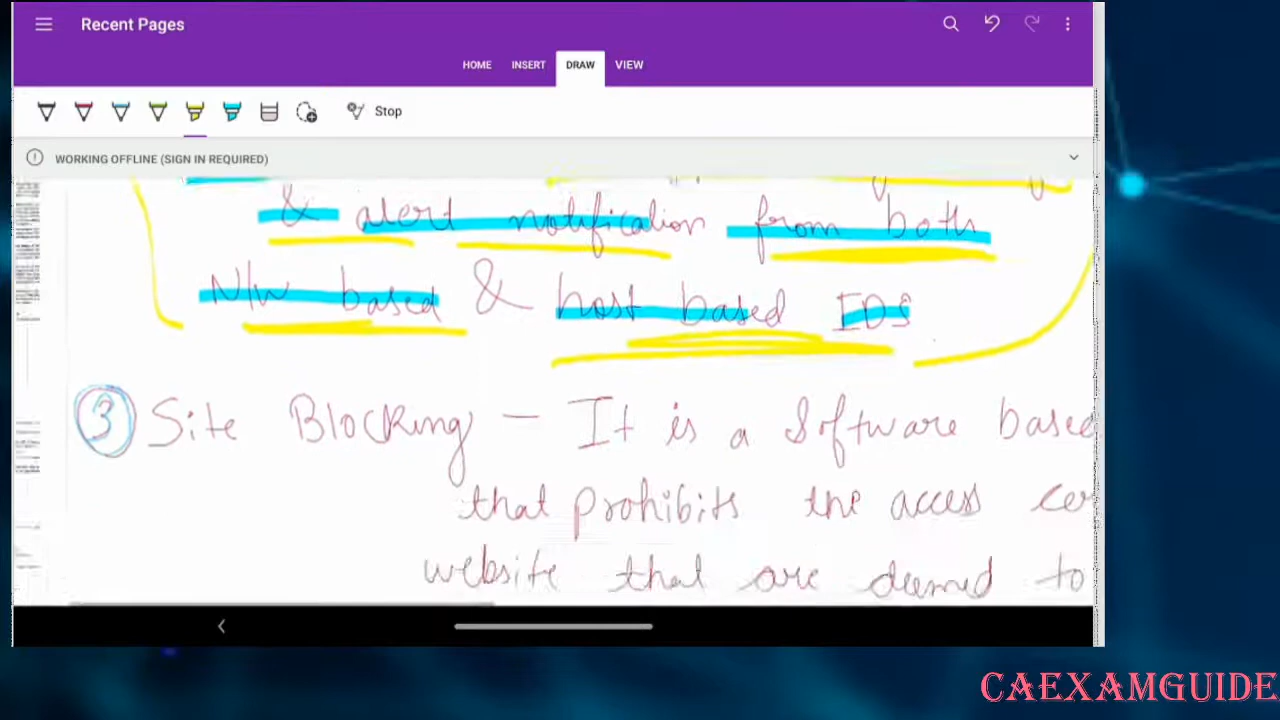 Recent Pages
HOME INSERT DRAW VIEW
Stop
WORKING OFFLINE (SIGN IN REQUIRED)
& alert notification from both
N/W based & host based IDS
③ Site Blocking - It is a Software based
that prohibits the access
website that are deemed to
CAEXAMGUIDE